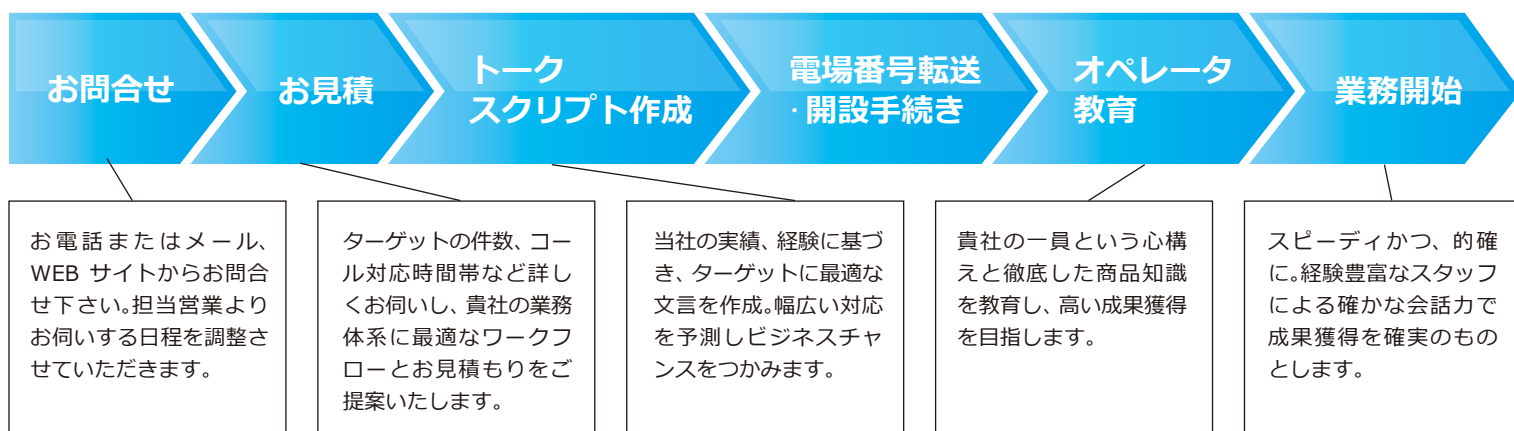 お問合せ
お見積
トーク
スクリプト作成
電場番号転送
·開設手続き
オペレータ
教育
業務開始
お電話またはメール、
WEB サイトからお問合
せ下さい。担当営業より
お伺いする日程を調整さ
せていただきます。
ターゲットの件数、コー
ル対応時間帯など詳し
くお伺いし、貴社の業務
体系に最適なワークフ
ローとお見積もりをご
提案いたします。
当社の実績、経験に基づ
き、ターゲットに最適な
文言を作成。幅広い対応
を予測しビジネスチャ
ンスをつかみます。
貴社の一員という心構
えと徹底した商品知識
を教育し、高い成果獲得
を目指します。
スピーディかつ、的確
に。経験豊富なスタッフ
による確かな会話力で
成果獲得を確実のもの
とします。